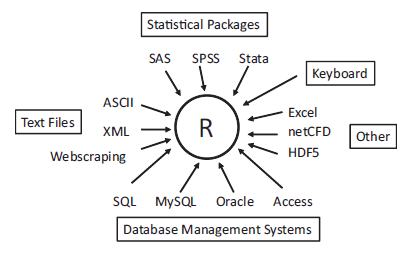 Statistical Packages
SAS SPSS Stata
Keyboard
ASCII
Excel
Text Files
XML
R
netCFD
Other
Webscraping
HDF5
SQL MySQL Oracle Access
Database Management Systems